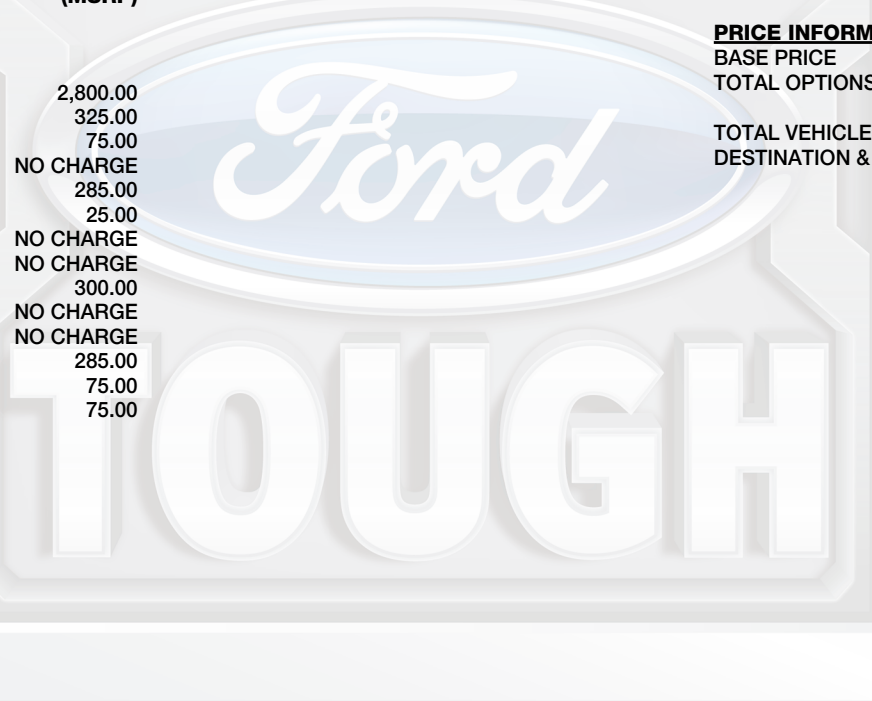 (MSRP)
2,800.00
325.00
75.00
NO CHARGE
285.00
25.00
NO CHARGE
NO CHARGE
300.00
NO CHARGE
NO CHARGE
285.00
75.00
75.00
PRICE INFORM
BASE PRICE
TOTAL OPTIONS
TOTAL VEHICLE
DESTINATION &
Ford
TOUGH